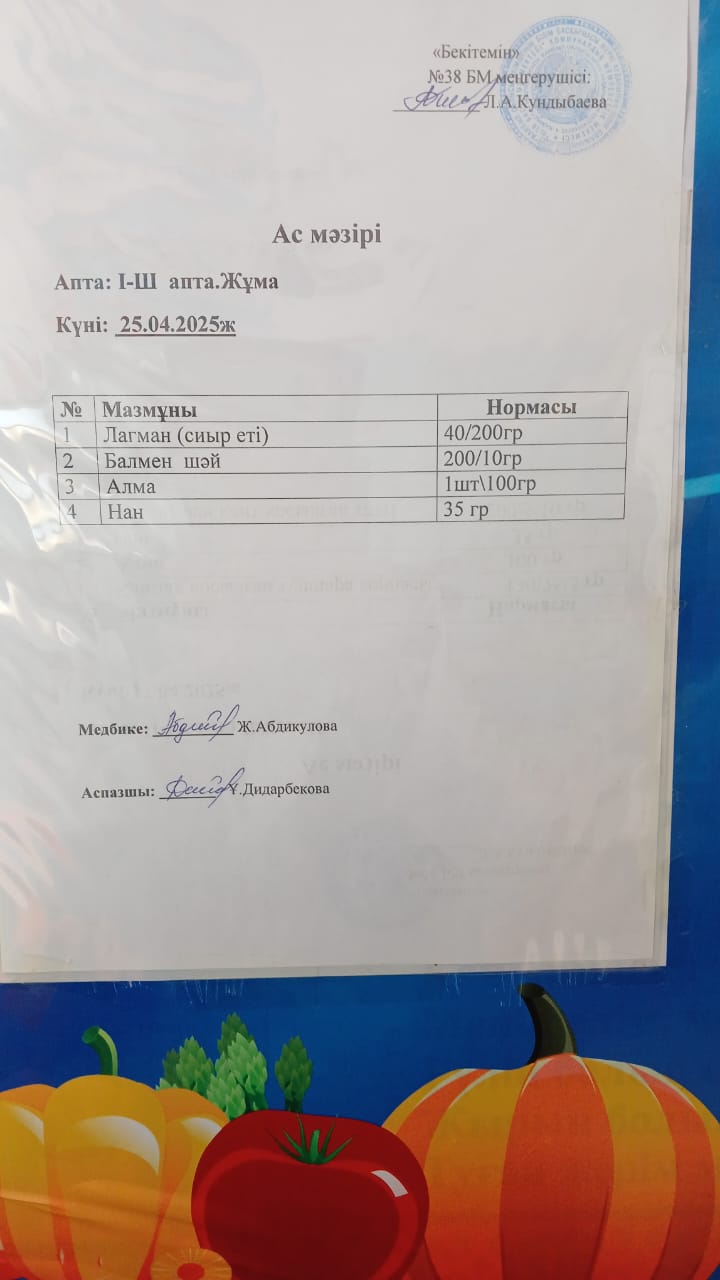 «Бекітемін»
№38 БМ меңгерушісі:
Л.А.Кундыбаева
Ас мәзірі
Апта: І-ІІІ апта.Жұма
Күні: 25.04.2025ж
№ Мазмұны Нормасы
1 Лагман (сиыр еті) 40/200гр
2 Балмен шәй 200/10гр
3 Алма 1шт\100гр
4 Нан 35 гр
Медбике: Ж.Абдикулова
Аспазшы: Ұ.Дидарбекова